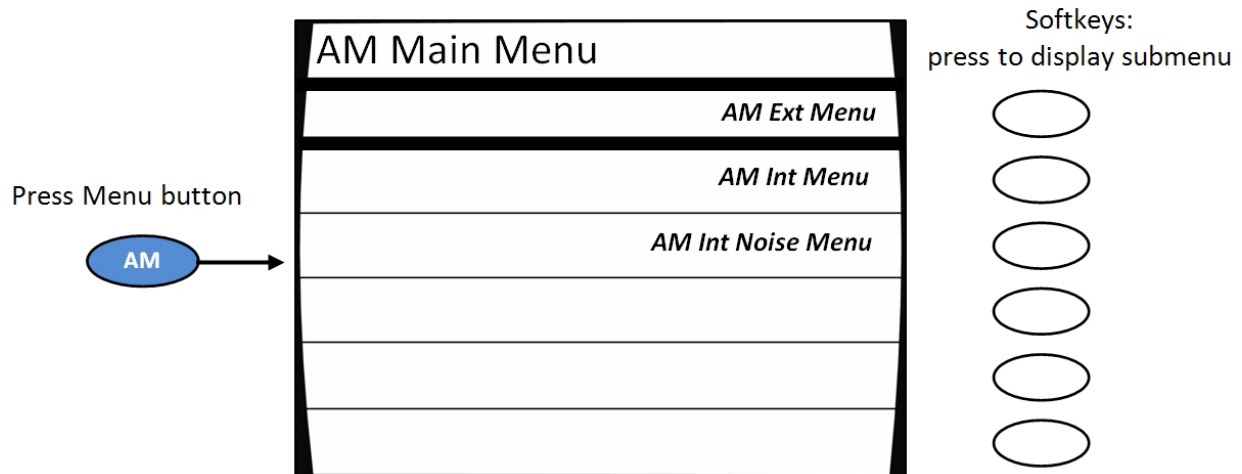 Softkeys:
press to display submenu
AM Main Menu
AM Ext Menu
AM Int Menu
Press Menu button
AM Int Noise Menu
AM